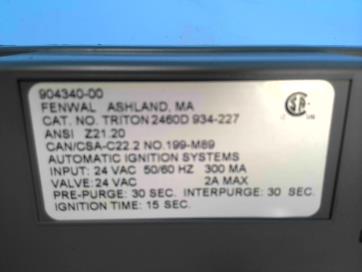 904340-00
FENWAL ASHLAND, MA
CAT. NO. TRITON 2460D 934-227
ANSI Z21.20
CAN/CSA-C22.2 NO.199-M89
AUTOMATIC IGNITION SYSTEMS
INPUT: 24 VAC 50/60 HZ 300 MA
VALVE: 24 VAC 2A MAX
PRE-PURGE: 30 SEC. INTERPURGE: 30 SEC.
IGNITION TIME: 15 SEC.